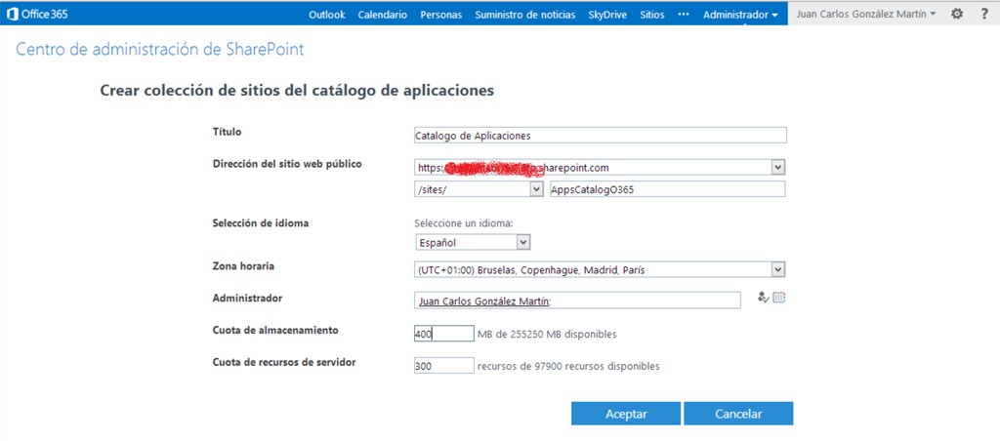 Office 365 Outlook Calendario Personas Suministro de noticias SkyDrive Sitios ••• Administrador Juan Carlos González Martín ?
Centro de administración de SharePoint
Crear colección de sitios del catálogo de aplicaciones
Título Catalogo de Aplicaciones
Dirección del sitio web público https: .sharepoint.com
/sites/ AppsCatalogO365
Selección de idioma Seleccione un idioma:
Español
Zona horaria (UTC+01:00) Bruselas, Copenhague, Madrid, París
Administrador Juan Carlos González Martín;
Cuota de almacenamiento 400 MB de 255250 MB disponibles
Cuota de recursos de servidor 300 recursos de 97900 recursos disponibles
Aceptar Cancelar